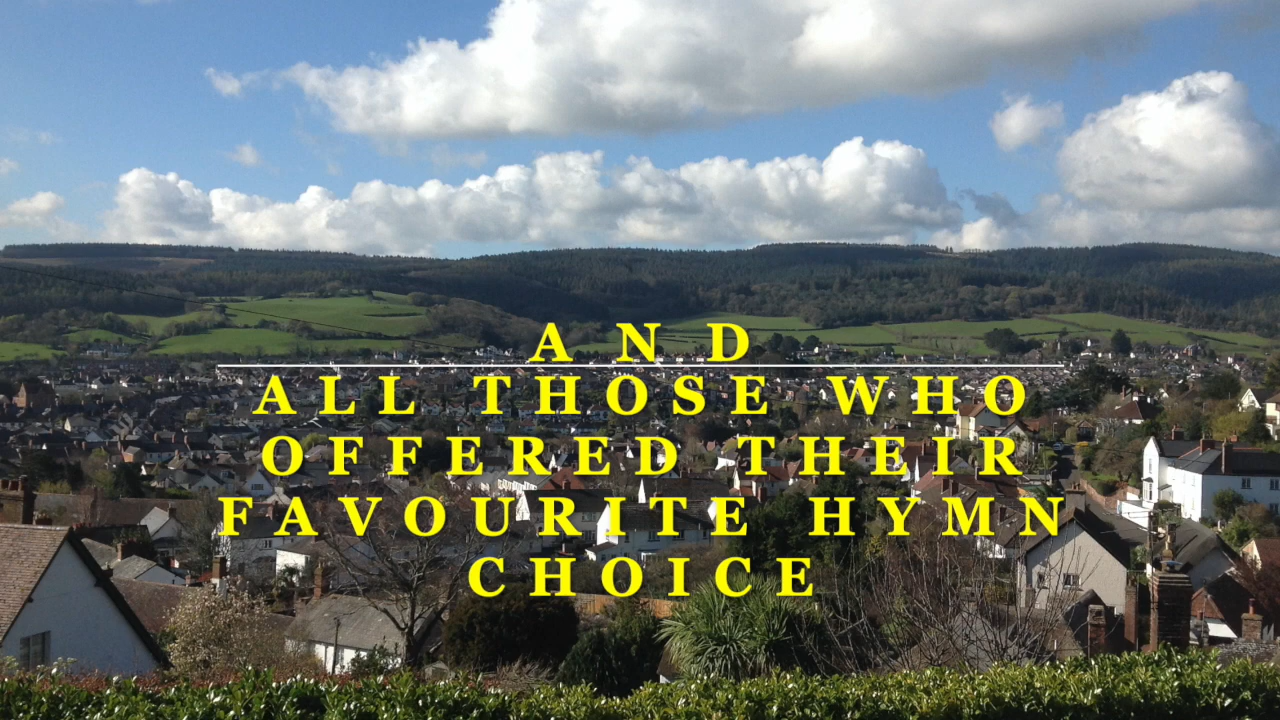 AND
ALL THOSE WHO
OFFERED THEIR
FAVOURITE HYMN
CHOICE